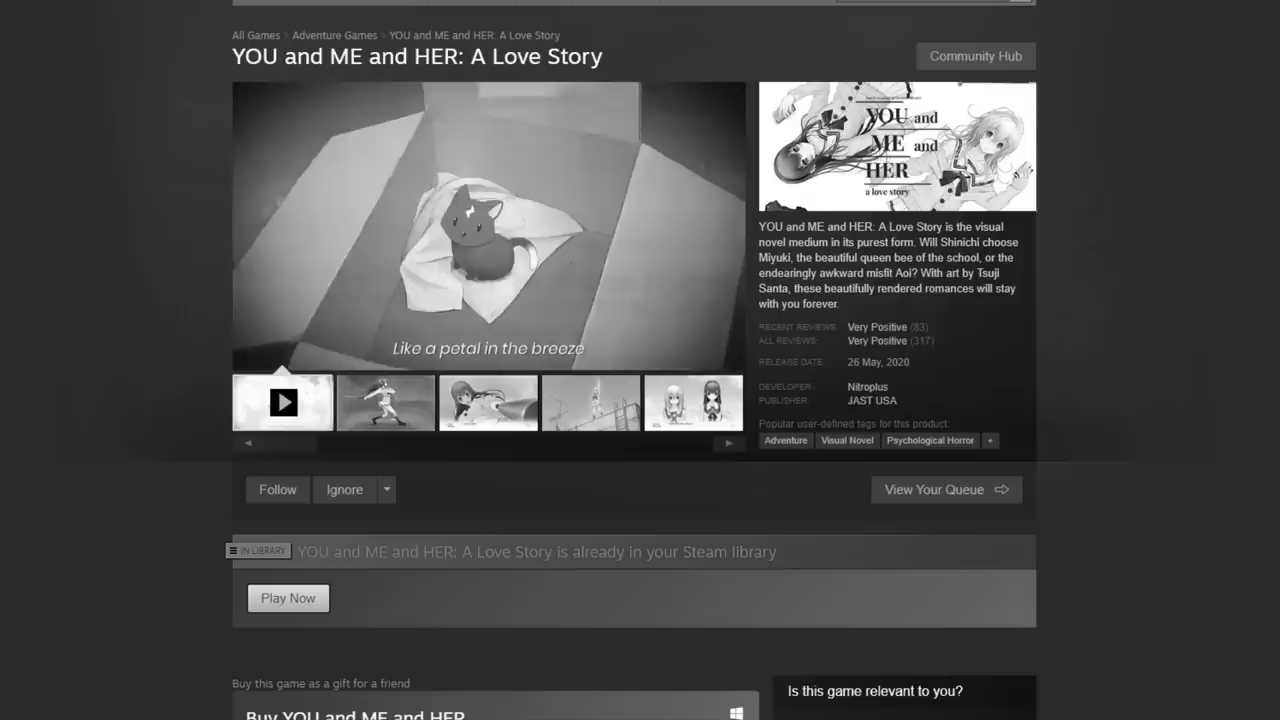 All Games > Adventure Games > YOU and ME and HER: A Love Story
YOU and ME and HER: A Love Story
Community Hub
Like a petal in the breeze
YOU and
ME and
HER
a love story
YOU and ME and HER: A Love Story is the visual
novel medium in its purest form. Will Shinichi choose
Miyuki, the beautiful queen bee of the school, or the
endearingly awkward misfit Aoi? With art by Tsuji
Santa, these beautifully rendered romances will stay
with you forever.
RECENT REVIEWS: Very Positive (83)
ALL REVIEWS: Very Positive (317)
RELEASE DATE: 26 May, 2020
DEVELOPER: Nitroplus
PUBLISHER: JAST USA
Popular user-defined tags for this product:
Adventure Visual Novel Psychological Horror +
Follow Ignore View Your Queue
IN LIBRARY YOU and ME and HER: A Love Story is already in your Steam library
Play Now
Buy this game as a gift for a friend
Is this game relevant to you?
Buy YOU and ME and HER